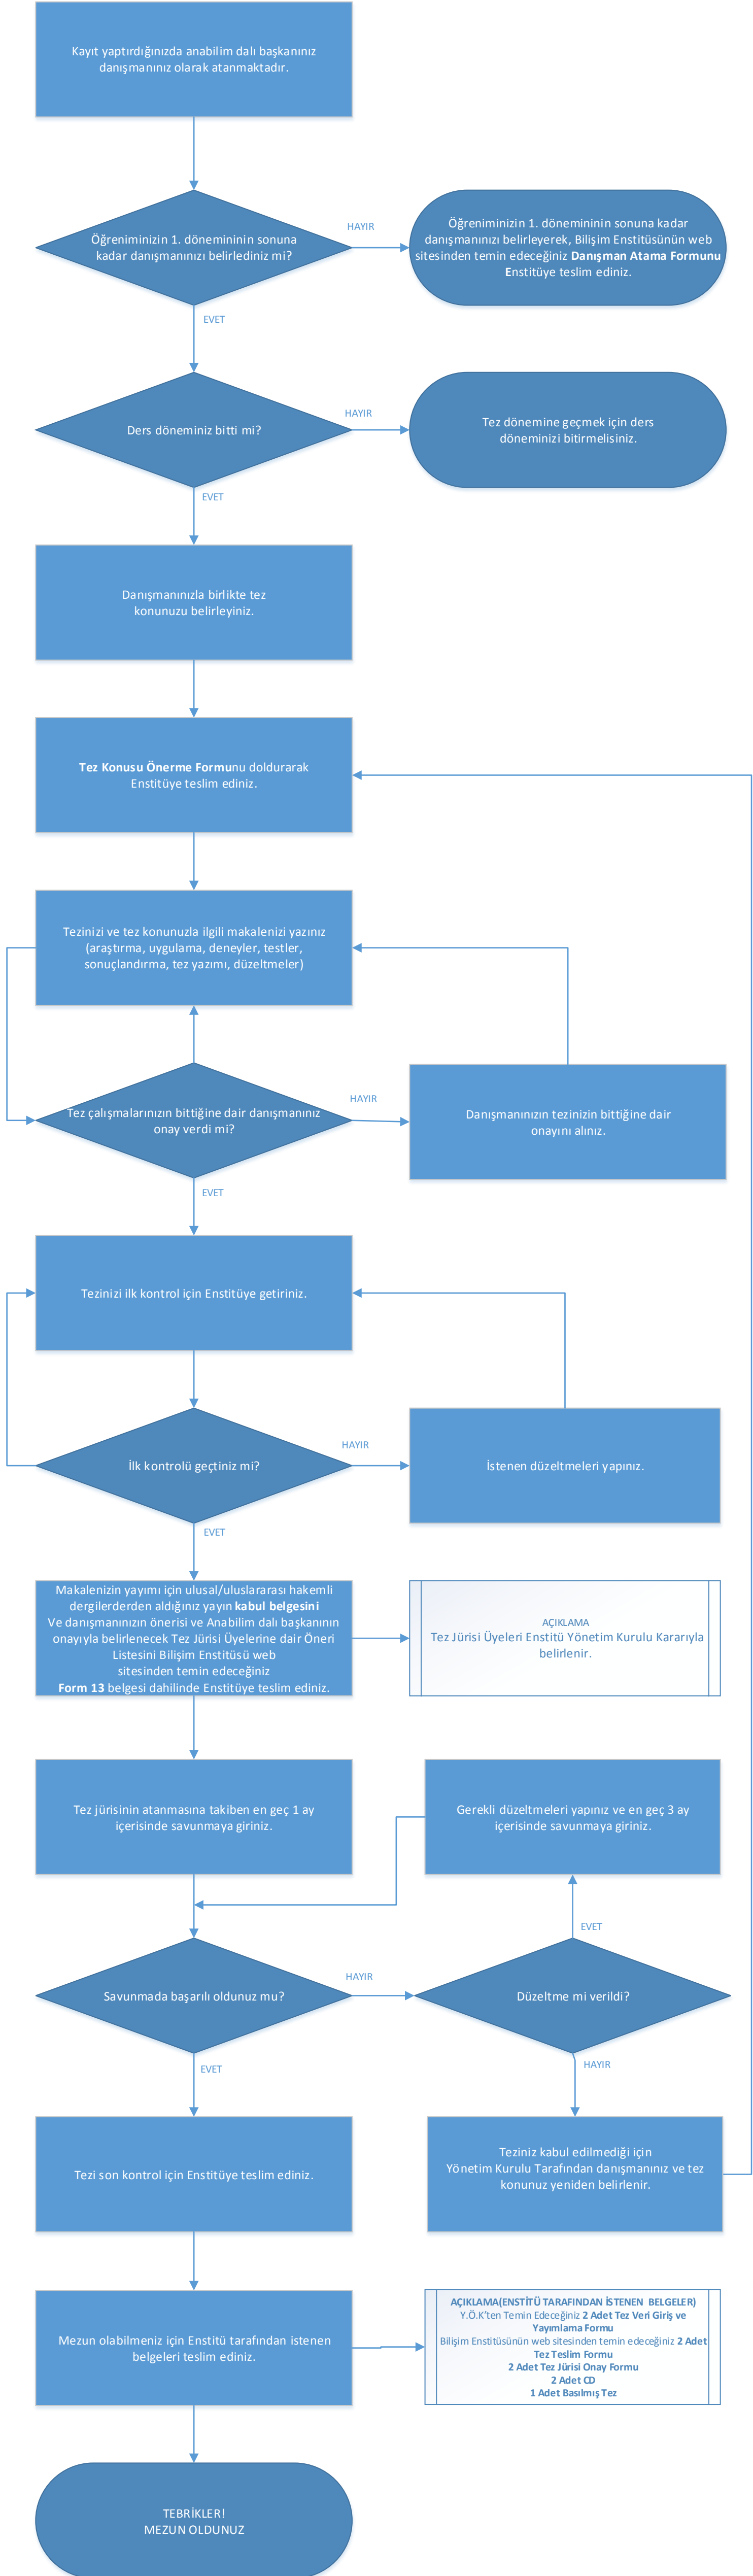 Kayıt yaptırdığınızda anabilim dalı başkanınız
danışmanınız olarak atanmaktadır.
Öğreniminizin 1. dönemininin sonuna
kadar danışmanınızı belirlediniz mi?
HAYIR
Öğreniminizin 1. dönemininin sonuna kadar
danışmanınızı belirleyerek, Bilişim Enstitüsünün web
sitesinden temin edeceğiniz Danışman Atama Formunu
Enstitüye teslim ediniz.
EVET
Ders döneminiz bitti mi?
HAYIR
Tez dönemine geçmek için ders
döneminizi bitirmelisiniz.
EVET
Danışmanınızla birlikte tez
konunuzu belirleyiniz.
Tez Konusu Önerme Formunu doldurarak
Enstitüye teslim ediniz.
Tezinizi ve tez konunuzla ilgili makalenizi yazınız
(araştırma, uygulama, deneyler, testler,
sonuçlandırma, tez yazımı, düzeltmeler)
Tez çalışmalarınızın bittiğine dair danışmanınız
onay verdi mi?
HAYIR
Danışmanınızın tezinizin bittiğine dair
onayını alınız.
EVET
Tezinizi ilk kontrol için Enstitüye getiriniz.
İlk kontrolü geçtiniz mi?
HAYIR
İstenen düzeltmeleri yapınız.
EVET
Makalenizin yayımı için ulusal/uluslararası hakemli
dergilerderden aldığınız yayın kabul belgesini
Ve danışmanınızın önerisi ve Anabilim dalı başkanının
onayıyla belirlenecek Tez Jürisi Üyelerine dair Öneri
Listesini Bilişim Enstitüsü web
sitesinden temin edeceğiniz
Form 13 belgesi dahilinde Enstitüye teslim ediniz.
AÇIKLAMA
Tez Jürisi Üyeleri Enstitü Yönetim Kurulu Kararıyla
belirlenir.
Tez jürisinin atanmasına takiben en geç 1 ay
içerisinde savunmaya giriniz.
Gerekli düzeltmeleri yapınız ve en geç 3 ay
içerisinde savunmaya giriniz.
EVET
Savunmada başarılı oldunuz mu?
HAYIR
Düzeltme mi verildi?
EVET
HAYIR
Tezi son kontrol için Enstitüye teslim ediniz.
Teziniz kabul edilmediği için
Yönetim Kurulu Tarafından danışmanınız ve tez
konunuz yeniden belirlenir.
Mezun olabilmeniz için Enstitü tarafından istenen
belgeleri teslim ediniz.
AÇIKLAMA(ENSTİTÜ TARAFINDAN İSTENEN BELGELER)
Y.Ö.K'ten Temin Edeceğiniz 2 Adet Tez Veri Giriş ve
Yayımlama Formu
Bilişim Enstitüsünün web sitesinden temin edeceğiniz 2 Adet
Tez Teslim Formu
2 Adet Tez Jürisi Onay Formu
2 Adet CD
1 Adet Basılmış Tez
TEBRİKLER!
MEZUN OLDUNUZ